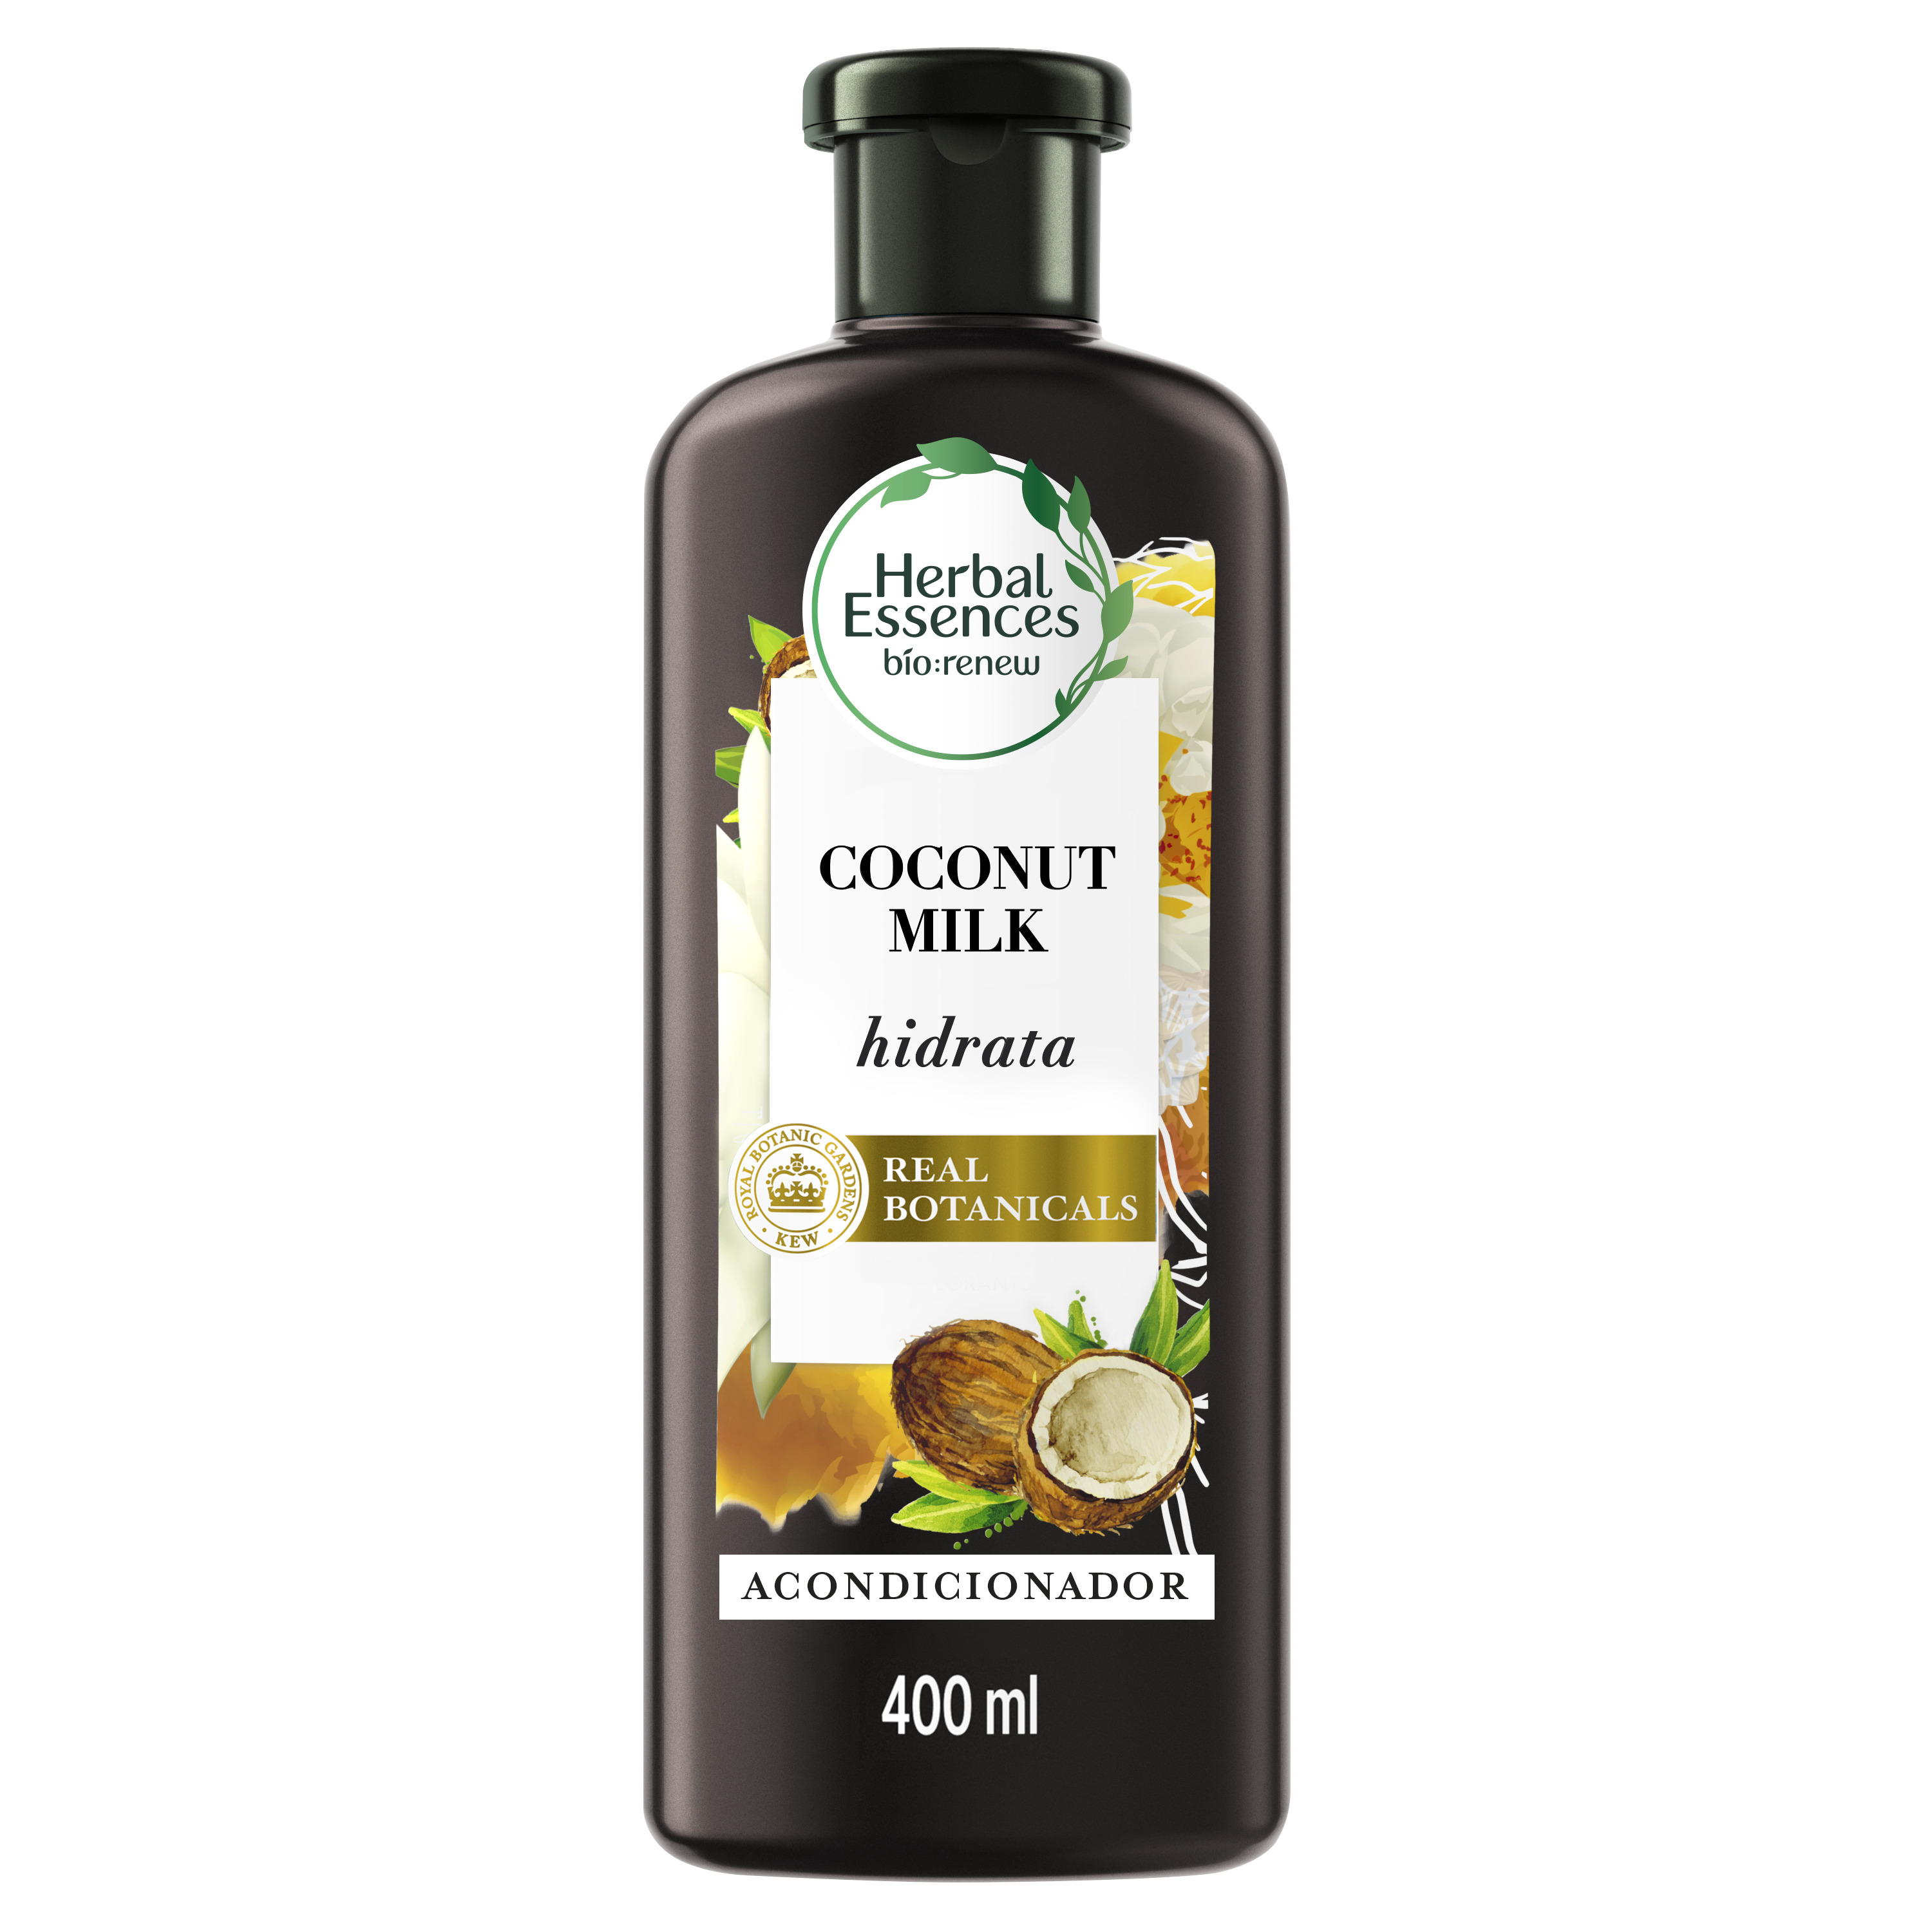 Herbal
Essences
bío:renew
COCONUT
MILK
hidrata
ROYAL BOTANIC GARDENS
KEW
REAL
BOTANICALS
ACONDICIONADOR
400 ml